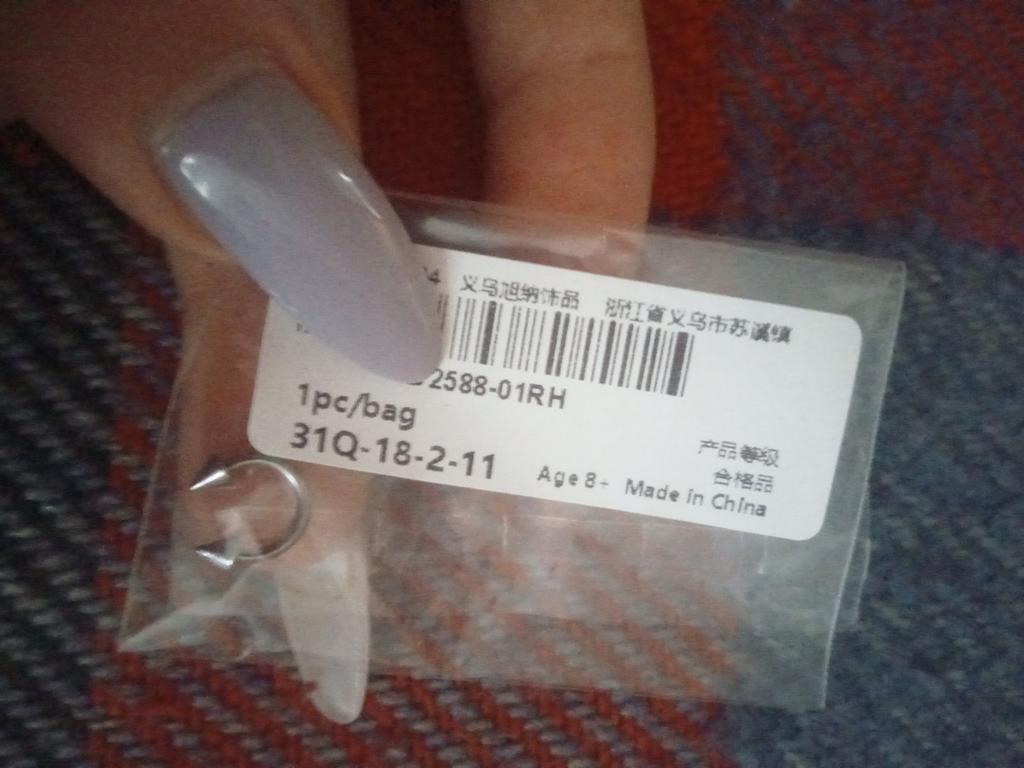 4 义乌旭纳饰品 浙江省义乌市苏溪镇
2588-01RH
1pc/bag
31Q-18-2-11
产品等级
合格品
Age 8+ Made in China